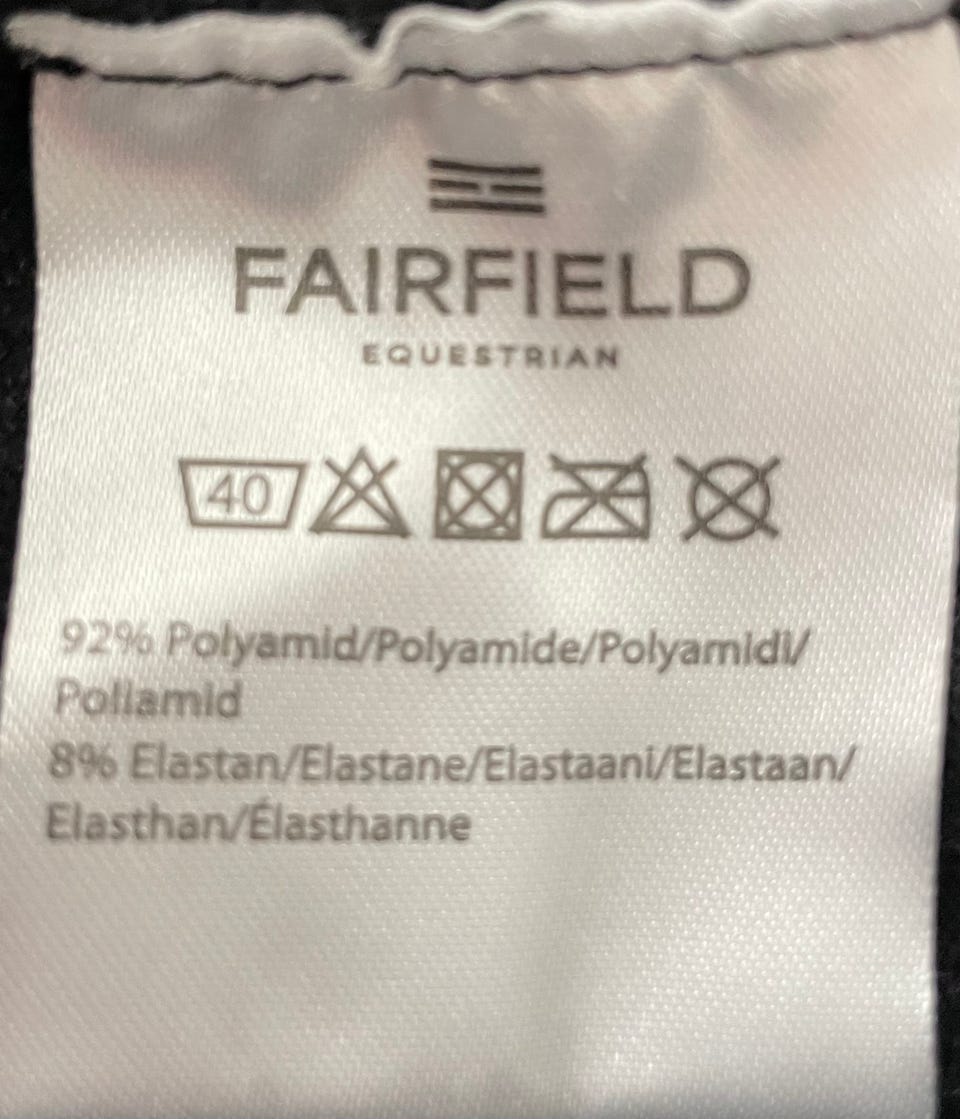 FAIRFIELD
EQUESTRIAN
40
92% Polyamid/Polyamide/Polyamidi/
Poliamid
8% Elastan/Elastane/Elastaani/Elastaan/
Elasthan/Élasthanne